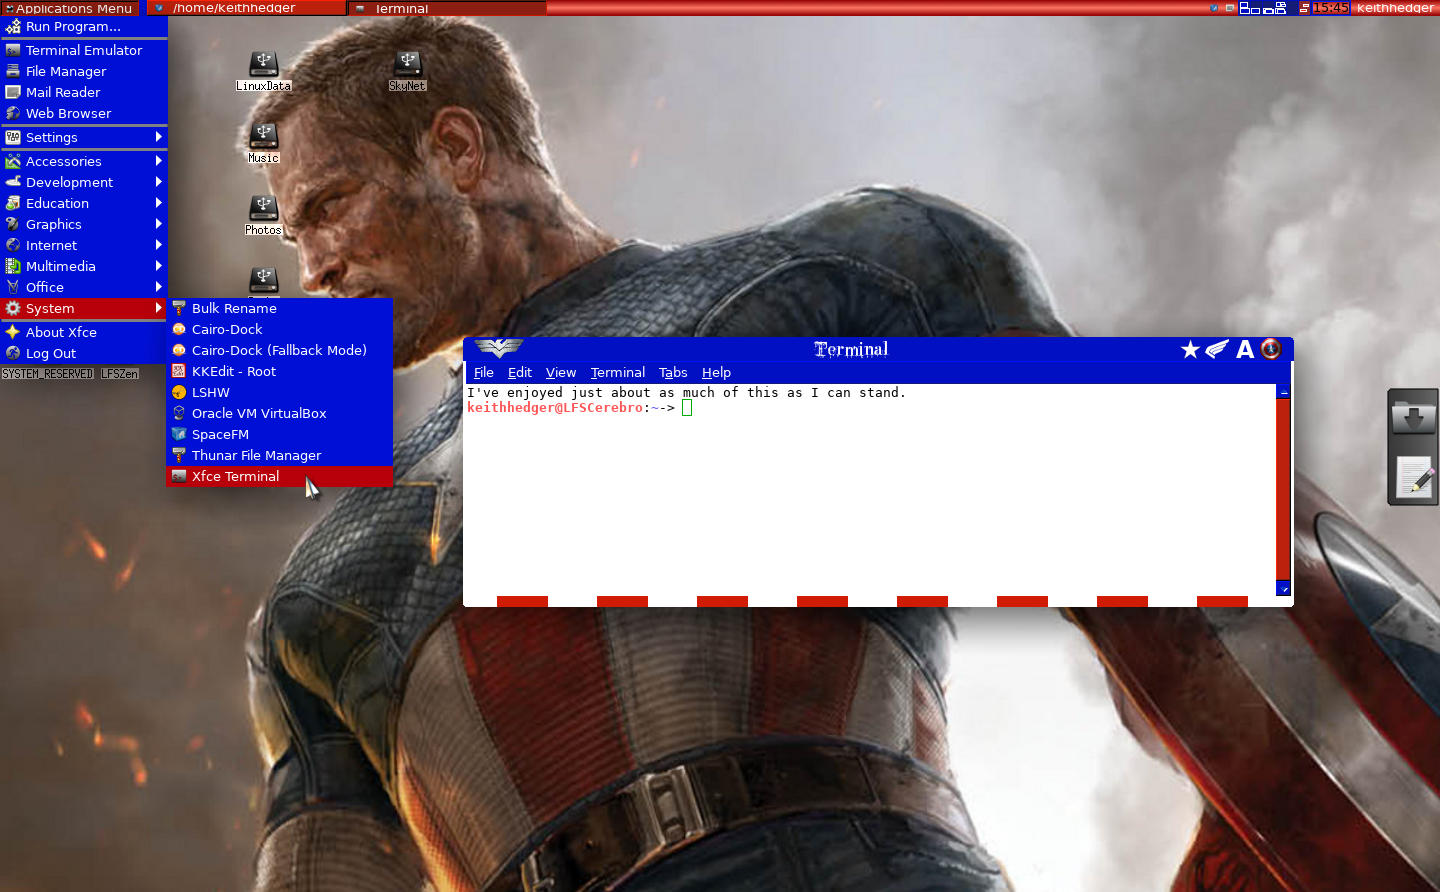 Applications Menu
/home/keithhedger
Terminal
15:45
keithhedger
Run Program...
Terminal Emulator
File Manager
Mail Reader
Web Browser
Settings
Accessories
Development
Education
Graphics
Internet
Multimedia
Office
System
About Xfce
Log Out
SYSTEM_RESERVED
LFSZen
LinuxData
SkyNet
Music
Photos
Bulk Rename
Cairo-Dock
Cairo-Dock (Fallback Mode)
KKEdit - Root
LSHW
Oracle VM VirtualBox
SpaceFM
Thunar File Manager
Xfce Terminal
Terminal
A
File Edit View Terminal Tabs Help
I've enjoyed just about as much of this as I can stand.
keithhedger@LFSCerebro:~->